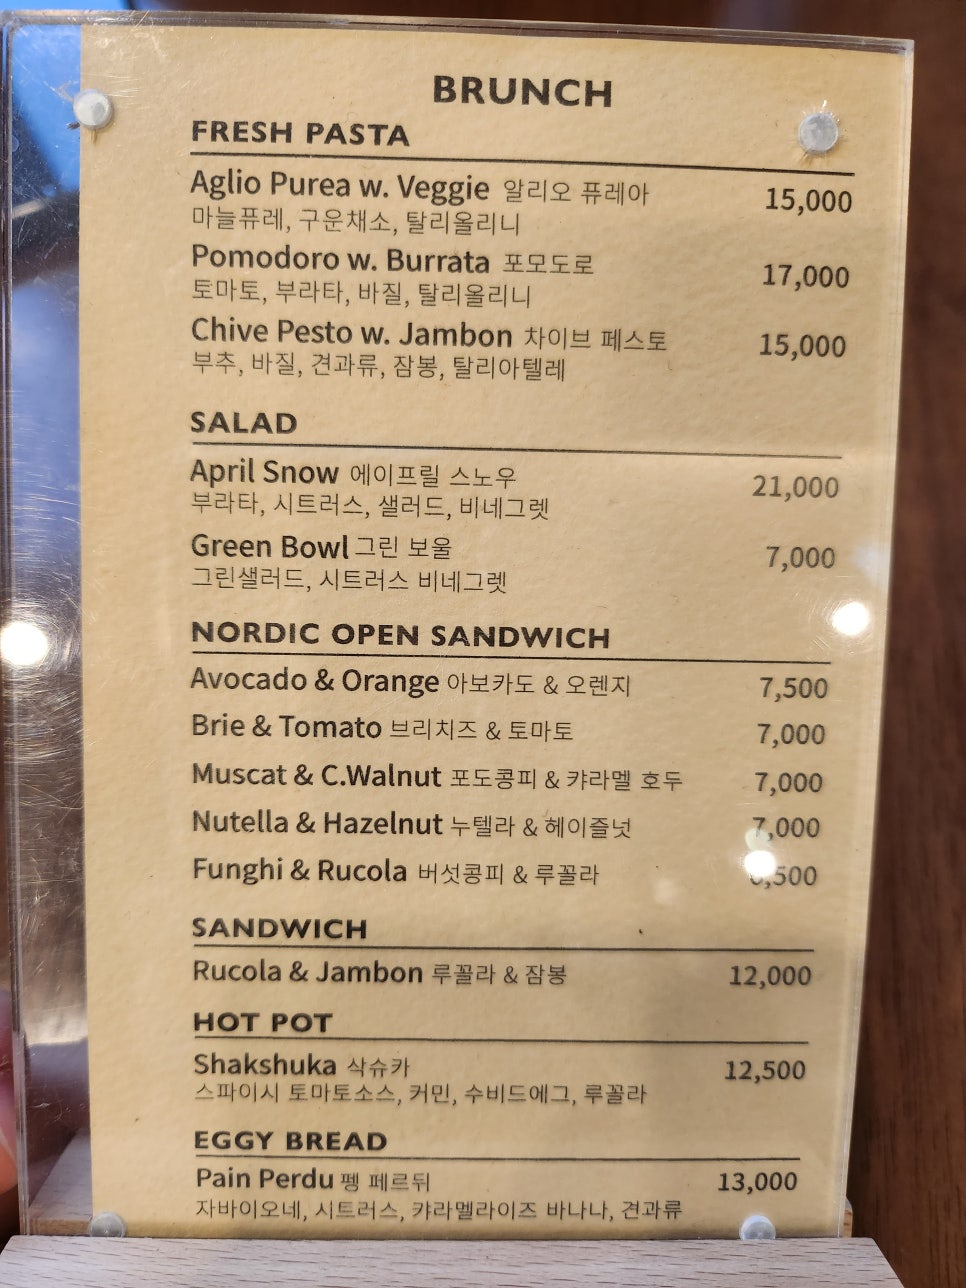 BRUNCH
FRESH PASTA
Aglio Purea w. Veggie 알리오 퓨레아 15,000
마늘퓨레, 구운채소, 탈리올리니
Pomodoro w. Burrata 포모도로 17,000
토마토, 부라타, 바질, 탈리올리니
Chive Pesto w. Jambon 차이브 페스토 15,000
부추, 바질, 견과류, 잠봉, 탈리아텔레
SALAD
April Snow 에이프릴 스노우 21,000
부라타, 시트러스, 샐러드, 비네그렛
Green Bowl 그린 보울 7,000
그린샐러드, 시트러스 비네그렛
NORDIC OPEN SANDWICH
Avocado & Orange 아보카도 & 오렌지 7,500
Brie & Tomato 브리치즈 & 토마토 7,000
Muscat & C.Walnut 포도콩피 & 캬라멜 호두 7,000
Nutella & Hazelnut 누텔라 & 헤이즐넛 7,000
Funghi & Rucola 버섯콩피 & 루꼴라
SANDWICH
Rucola & Jambon 루꼴라 & 잠봉 12,000
HOT POT
Shakshuka 삭슈카 12,500
스파이시 토마토소스, 커민, 수비드에그, 루꼴라
EGGY BREAD
Pain Perdu 펭 페르뒤 13,000
자바이오네, 시트러스, 캬라멜라이즈 바나나, 견과류